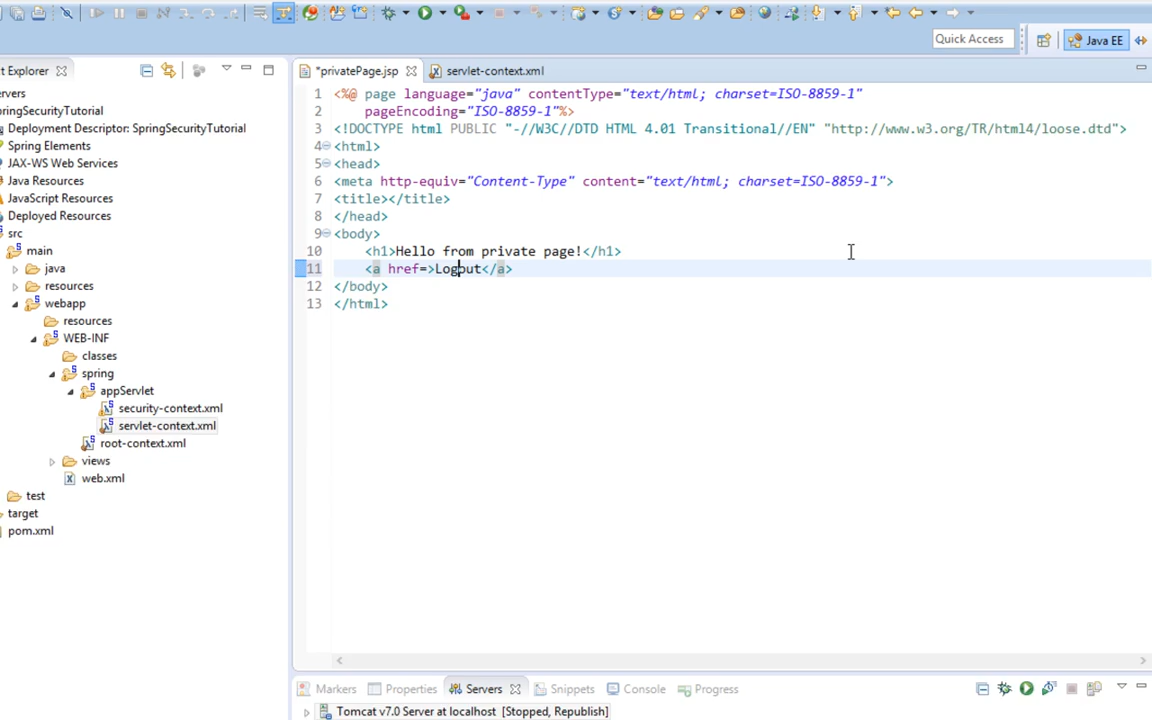 Quick Access
Java EE
ct Explorer
*privatePage.jsp
servlet-context.xml
ervers
pringSecurityTutorial
Deployment Descriptor: SpringSecurityTutorial
Spring Elements
JAX-WS Web Services
Java Resources
JavaScript Resources
Deployed Resources
src
main
java
resources
webapp
resources
WEB-INF
classes
spring
appServlet
security-context.xml
servlet-context.xml
root-context.xml
views
web.xml
test
target
pom.xml
1 <%@ page language="java" contentType="text/html; charset=ISO-8859-1"
2 pageEncoding="ISO-8859-1"%>
3 <!DOCTYPE html PUBLIC "-//W3C//DTD HTML 4.01 Transitional//EN" "http://www.w3.org/TR/html4/loose.dtd">
4 <html>
5 <head>
6 <meta http-equiv="Content-Type" content="text/html; charset=ISO-8859-1">
7 <title></title>
8 </head>
9 <body>
10 <h1>Hello from private page!</h1>
11 <a href=>Logout</a>
12 </body>
13 </html>
Markers Properties Servers Snippets Console Progress
Tomcat v7.0 Server at localhost [Stopped, Republish]